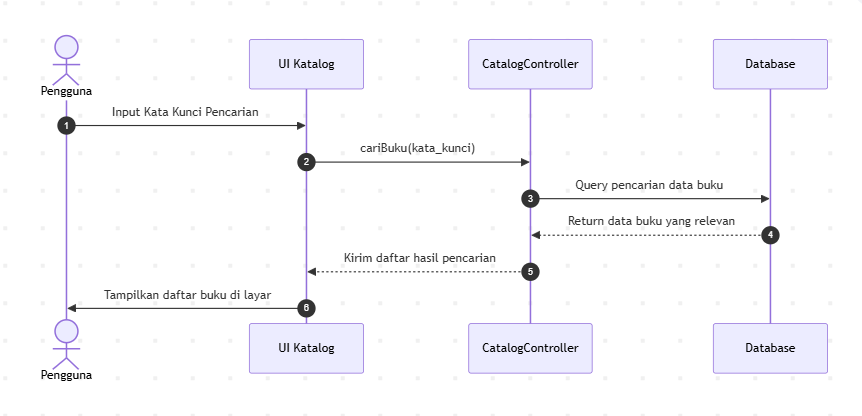 UI Katalog
CatalogController
Database
Pengguna
Input Kata Kunci Pencarian
1
cariBuku(kata_kunci)
2
Query pencarian data buku
3
Return data buku yang relevan
4
Kirim daftar hasil pencarian
5
Tampilkan daftar buku di layar
6
UI Katalog
CatalogController
Database
Pengguna